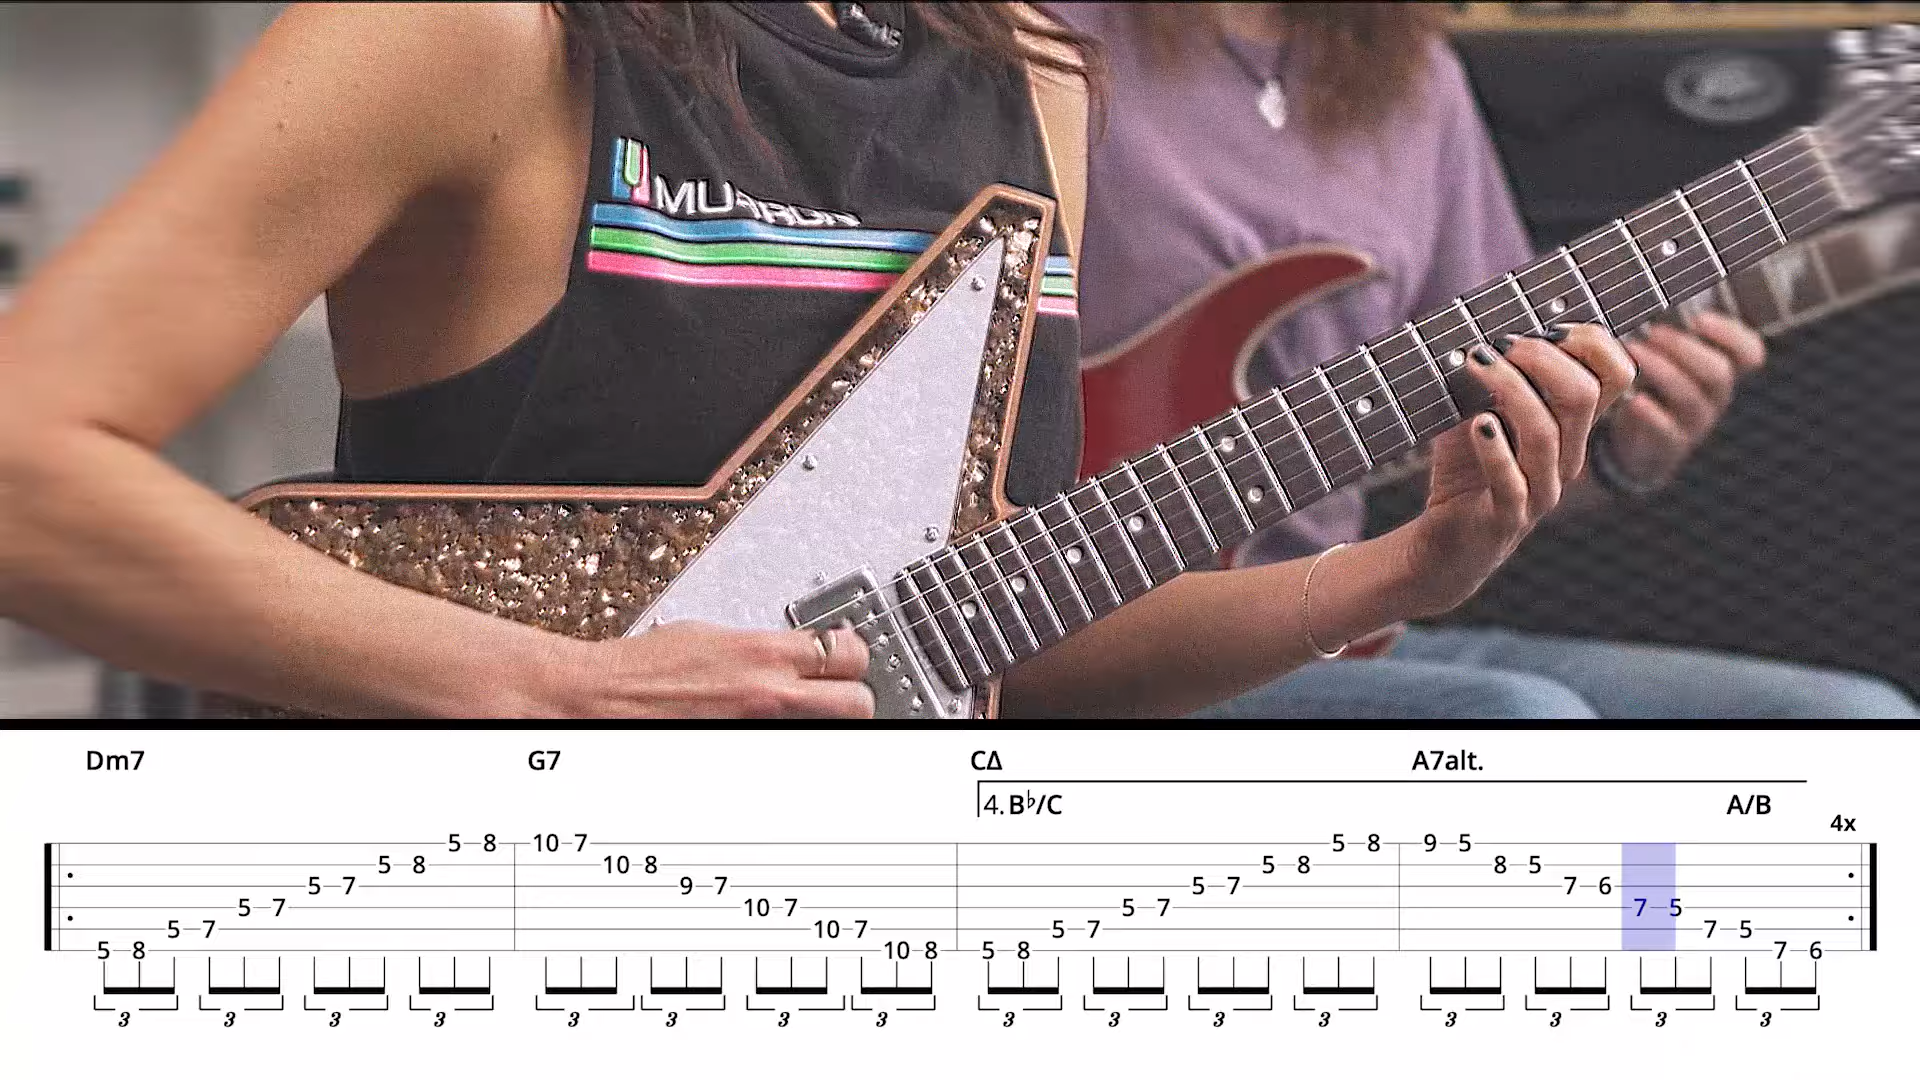 MUARON
Dm7 G7 CΔ A7alt.
4. B♭/C A/B
4x
5 8 10 7 5 8 9 5
5 8 10 8 5 8 8 5
5 7 9 7 5 7 7 6
5 7 10 7 5 7 7 5
5 7 10 7 5 7 7 5
5 8 10 8 5 8 7 6
3 3 3 3 3 3 3 3 3 3 3 3 3 3 3 3